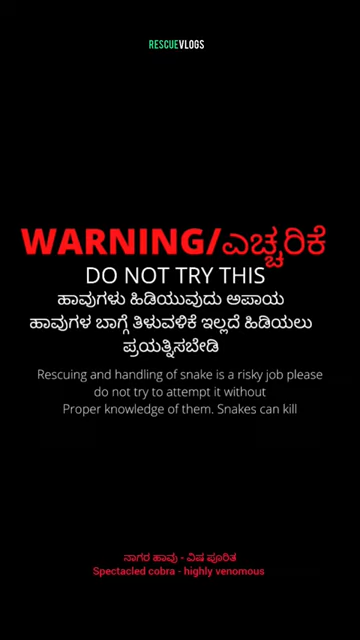 RESCUEVLOGS
WARNING/ಎಚ್ಚರಿಕೆ
DO NOT TRY THIS
ಹಾವುಗಳು ಹಿಡಿಯುವುದು ಅಪಾಯ
ಹಾವುಗಳ ಬಾಗ್ಗೆ ತಿಳುವಳಿಕೆ ಇಲ್ಲದೆ ಹಿಡಿಯಲು
ಪ್ರಯತ್ನಿಸಬೇಡಿ
Rescuing and handling of snake is a risky job please
do not try to attempt it without
Proper knowledge of them. Snakes can kill
ನಾಗರ ಹಾವು - ವಿಷ ಪೂರಿತ
Spectacled cobra - highly venomous